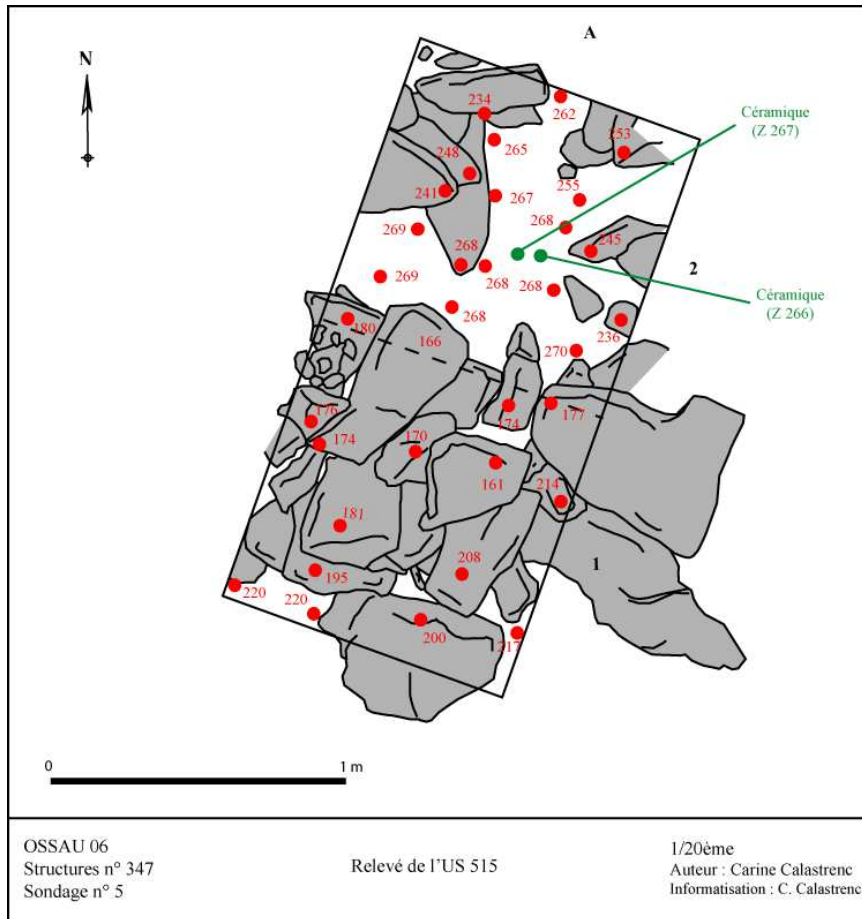 A
N
Céramique
(Z 267)
234
262
253
265
248
241
267
255
269
268
245
268
268
2
269
268
Céramique
(Z 266)
268
180
166
236
270
176
174
177
174
170
161
214
181
208
1
195
220
220
200
217
0
1 m
OSSAU 06
Structures n° 347
Sondage n° 5
Relevé de l'US 515
1/20ème
Auteur : Carine Calastrenc
Informatisation : C. Calastrenc